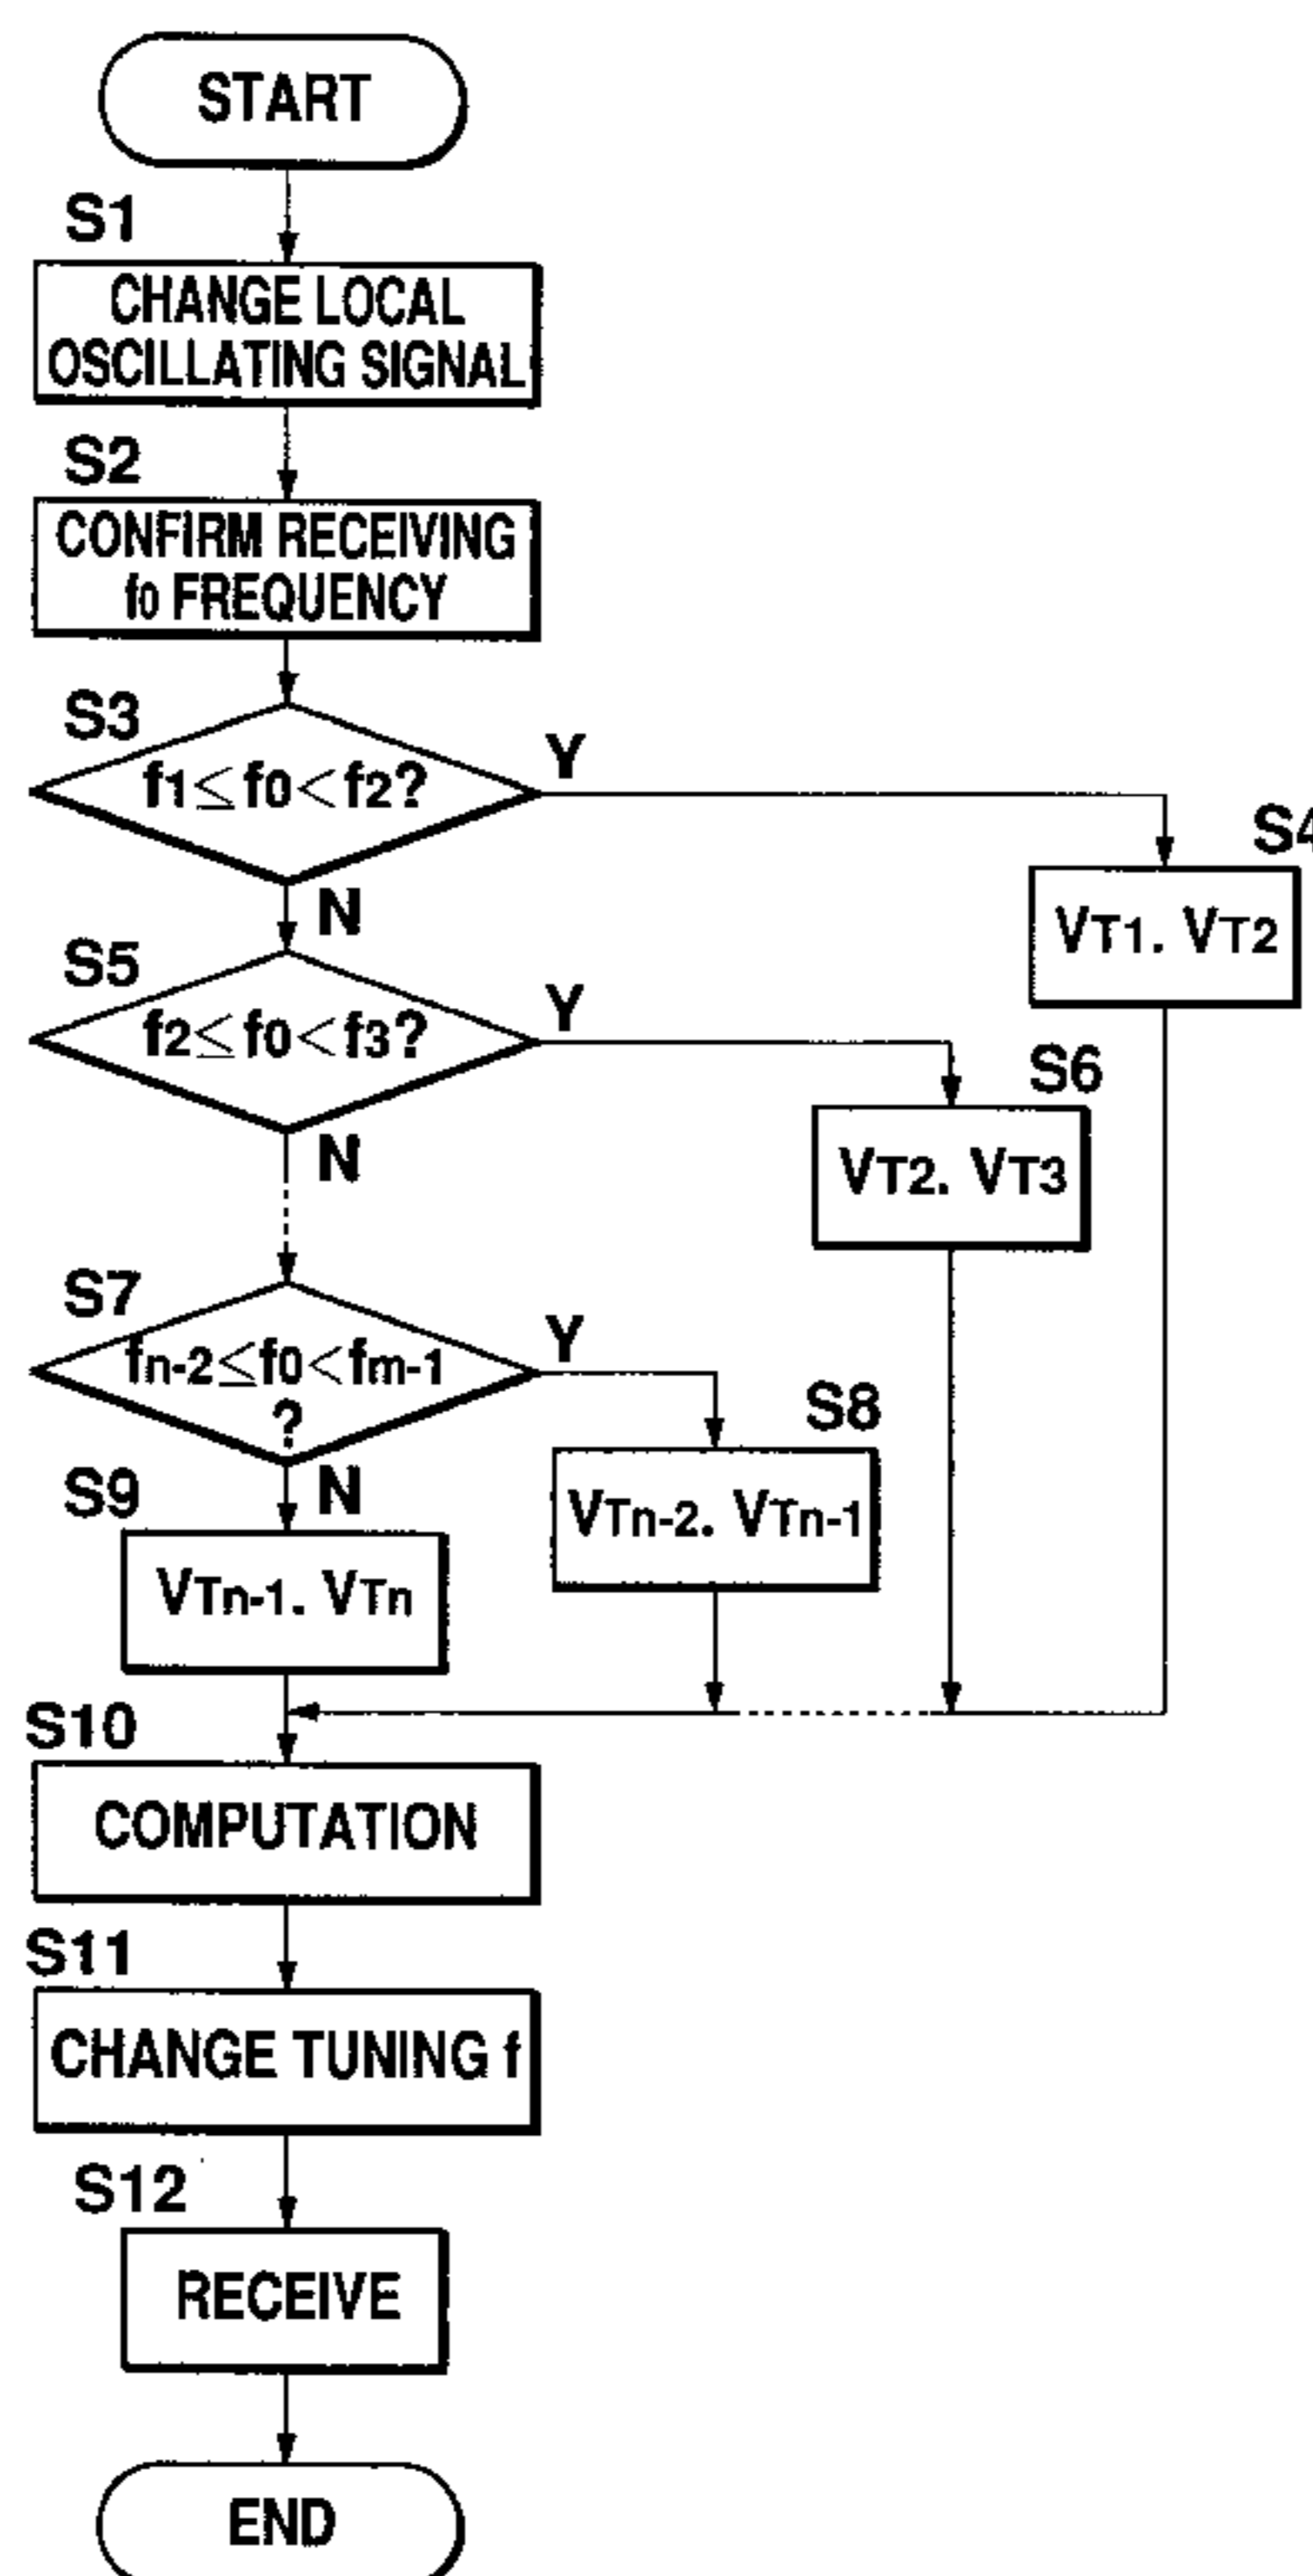 START
S1
CHANGE LOCAL
OSCILLATING SIGNAL
S2
CONFIRM RECEIVING
f0 FREQUENCY
S3
f1≤f0<f2?
Y
N
S4
VT1. VT2
S5
f2≤f0<f3?
Y
N
S6
VT2. VT3
S7
fn-2≤f0<fm-1
?
Y
N
S8
VTn-2. VTn-1
S9
VTn-1. VTn
S10
COMPUTATION
S11
CHANGE TUNING f
S12
RECEIVE
END